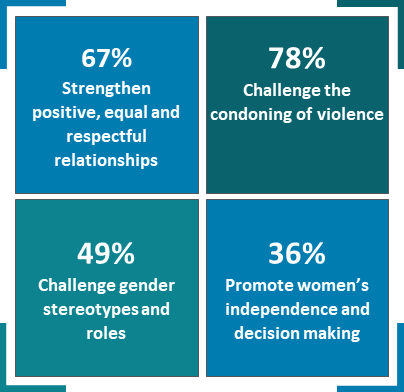 67%
Strengthen
positive, equal and
respectful
relationships
78%
Challenge the
condoning of violence
49%
Challenge gender
stereotypes and
roles
36%
Promote women's
independence and
decision making